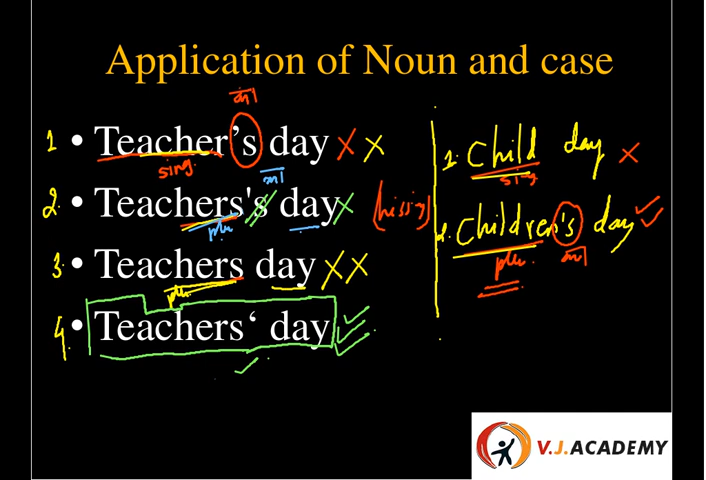 Application of Noun and case
1 • Teacher's day X X
sing.
2. • Teachers's day X (hissing)
plu
3. • Teachers day X X
plu.
4. • Teachers‘ day
1. Child day X
sing
2. Children's day
plu.
V.J.ACADEMY